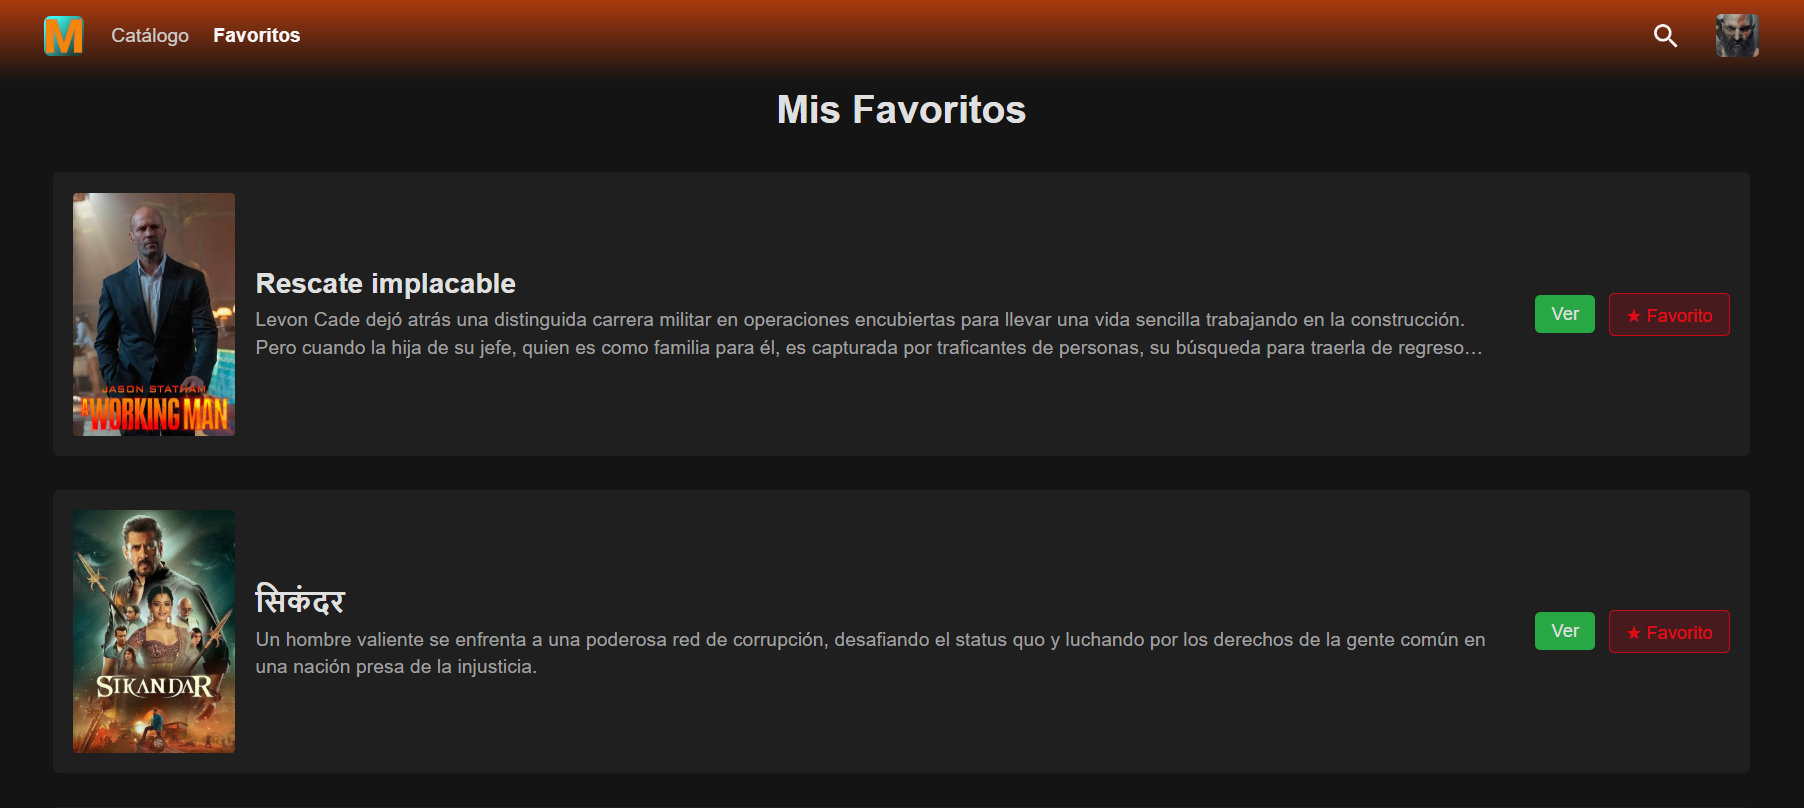 M Catálogo Favoritos
Mis Favoritos
JASON STATHAM
A WORKING MAN
Rescate implacable
Levon Cade dejó atrás una distinguida carrera militar en operaciones encubiertas para llevar una vida sencilla trabajando en la construcción.
Pero cuando la hija de su jefe, quien es como familia para él, es capturada por traficantes de personas, su búsqueda para traerla de regreso…
Ver ★ Favorito
SIKANDAR
सिकंदर
Un hombre valiente se enfrenta a una poderosa red de corrupción, desafiando el status quo y luchando por los derechos de la gente común en
una nación presa de la injusticia.
Ver ★ Favorito